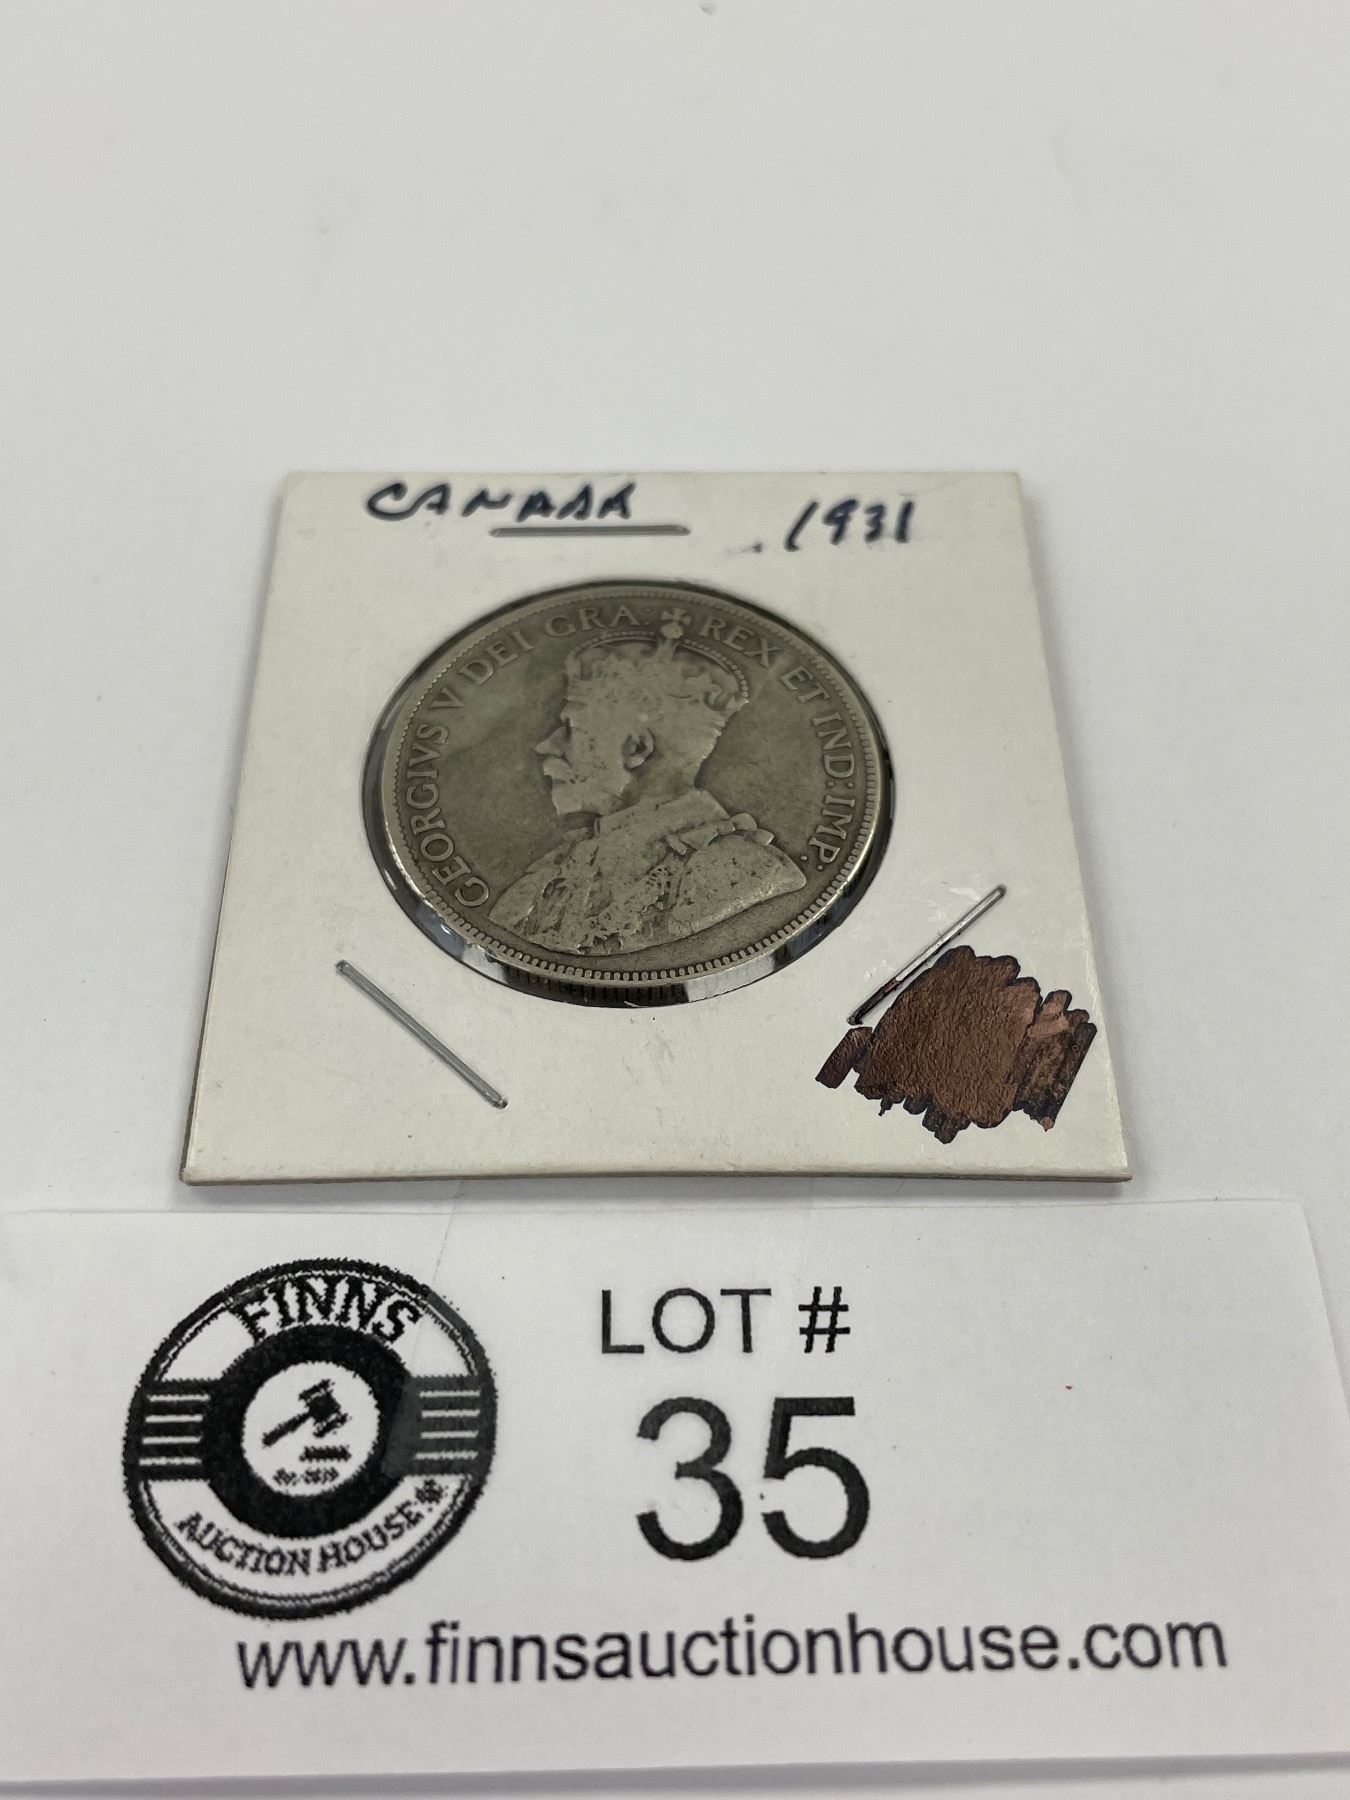 CANADA 1931
GEORGIVS V DEI GRA: REX ET IND: IMP:
FINNS
AUCTION HOUSE
LOT #
35
www.finnsauctionhouse.com